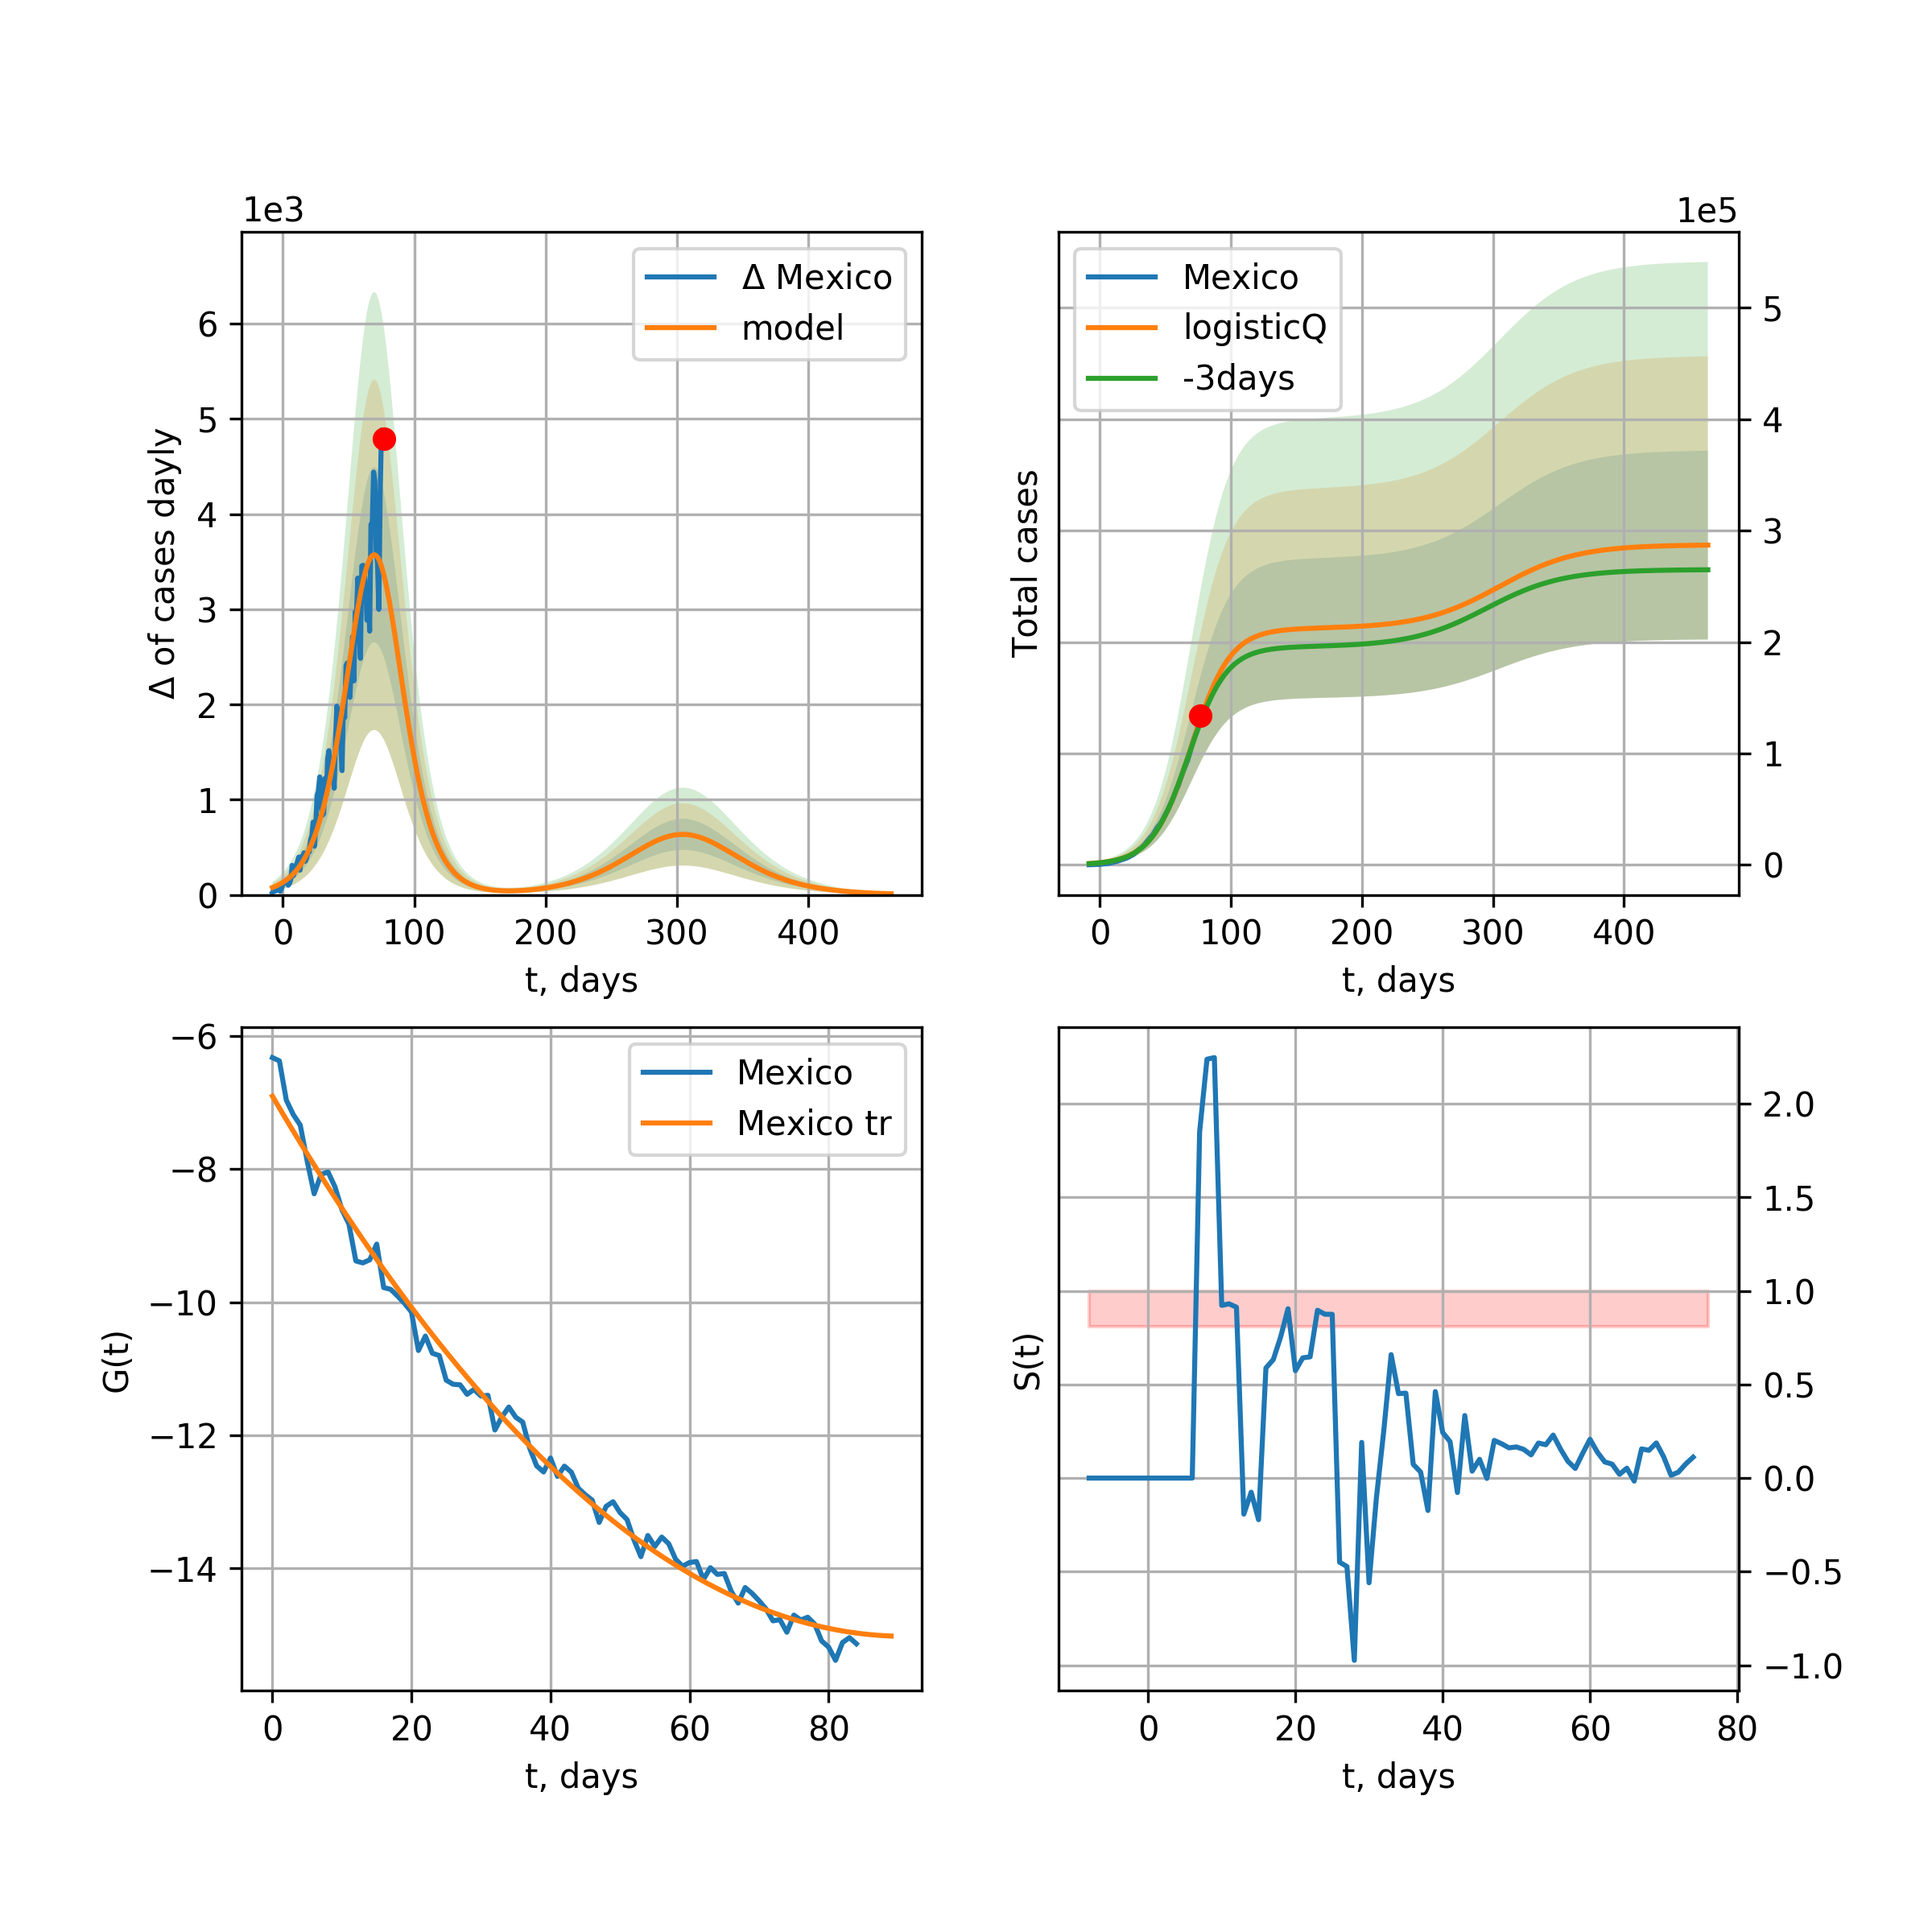 1e3
Δ of cases dayly
6
5
4
3
2
1
0
0 100 200 300 400
t, days
Δ Mexico
model
1e5
Total cases
5
4
3
2
1
0
0 100 200 300 400
t, days
Mexico
logisticQ
-3days
G(t)
−6
−8
−10
−12
−14
0 20 40 60 80
t, days
Mexico
Mexico tr
S(t)
2.0
1.5
1.0
0.5
0.0
−0.5
−1.0
0 20 40 60 80
t, days